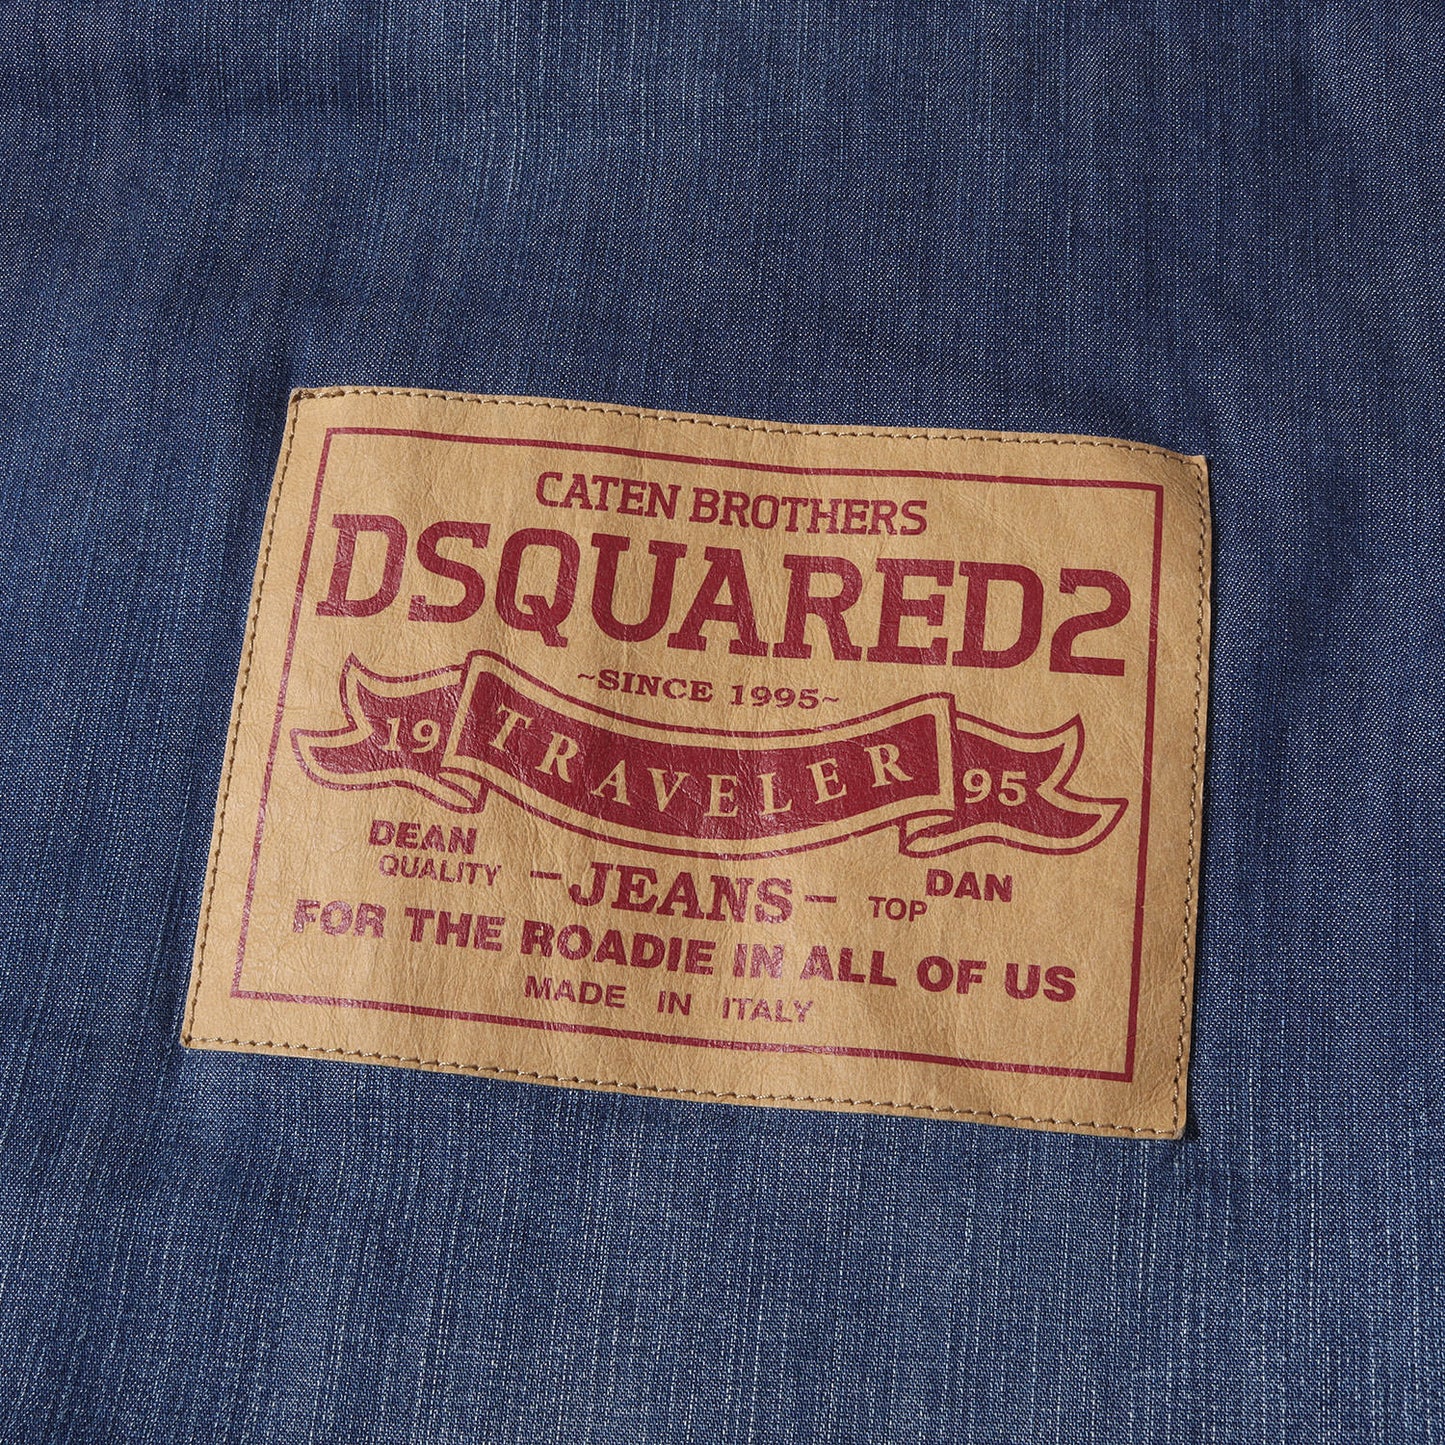 CATEN BROTHERS
DSQUARED2
~SINCE 1995~
19 TRAVELER 95
DEAN -JEANS- DAN
QUALITY TOP
FOR THE ROADIE IN ALL OF US
MADE IN ITALY